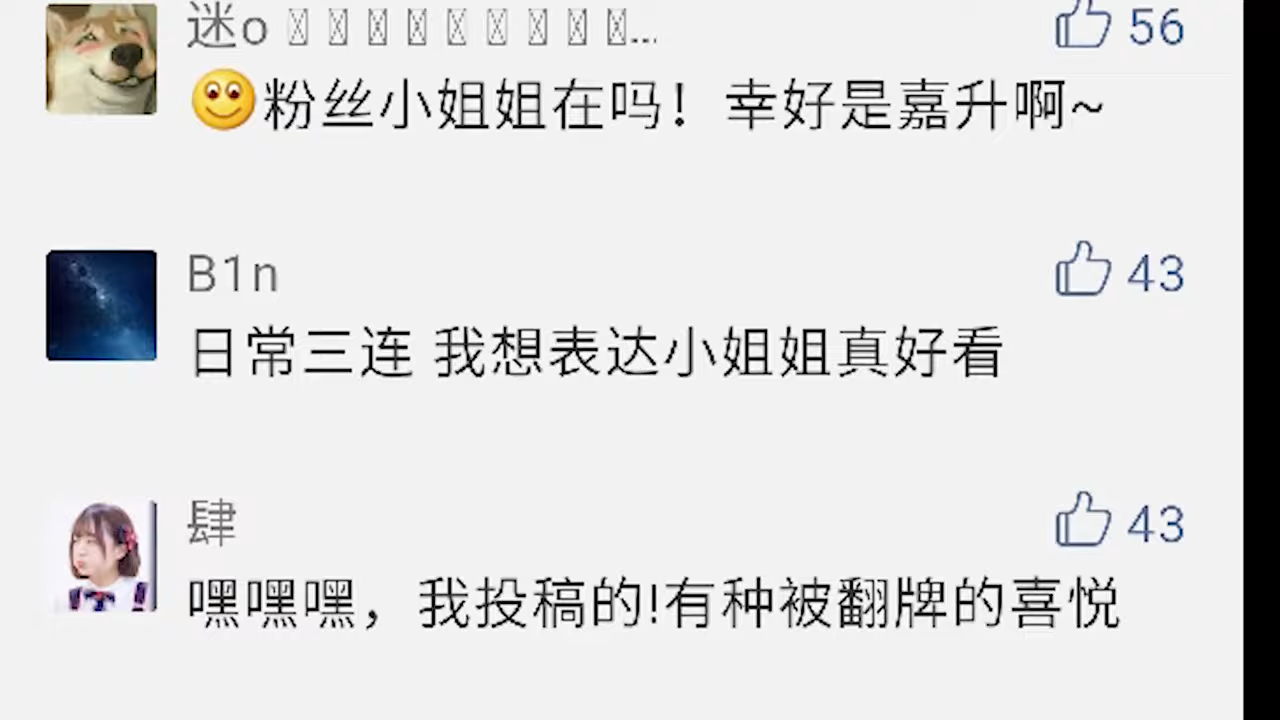 迷o
56
粉丝小姐姐在吗！幸好是嘉升啊~
B1n
43
日常三连 我想表达小姐姐真好看
肆
43
嘿嘿嘿，我投稿的!有种被翻牌的喜悦